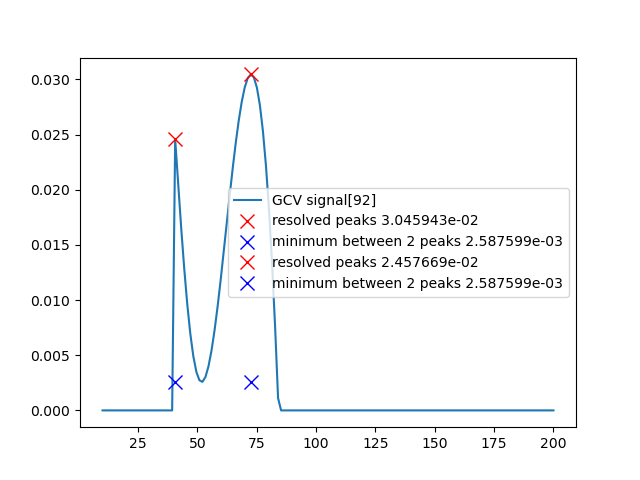 0.030
0.025
0.020
0.015
0.010
0.005
0.000
GCV signal[92]
resolved peaks 3.045943e-02
minimum between 2 peaks 2.587599e-03
resolved peaks 2.457669e-02
minimum between 2 peaks 2.587599e-03
25 50 75 100 125 150 175 200